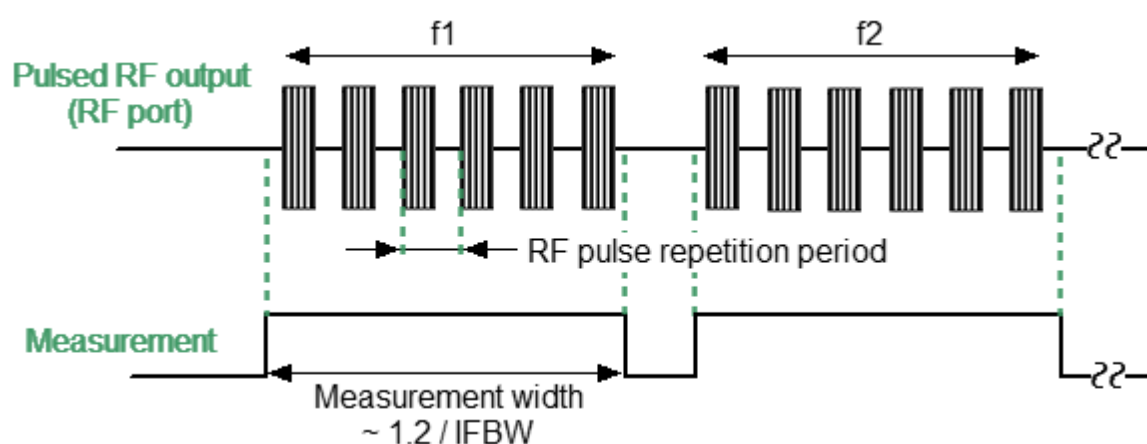 f1
f2
Pulsed RF output
(RF port)
RF pulse repetition period
Measurement
Measurement width
~ 1.2 / IFBW